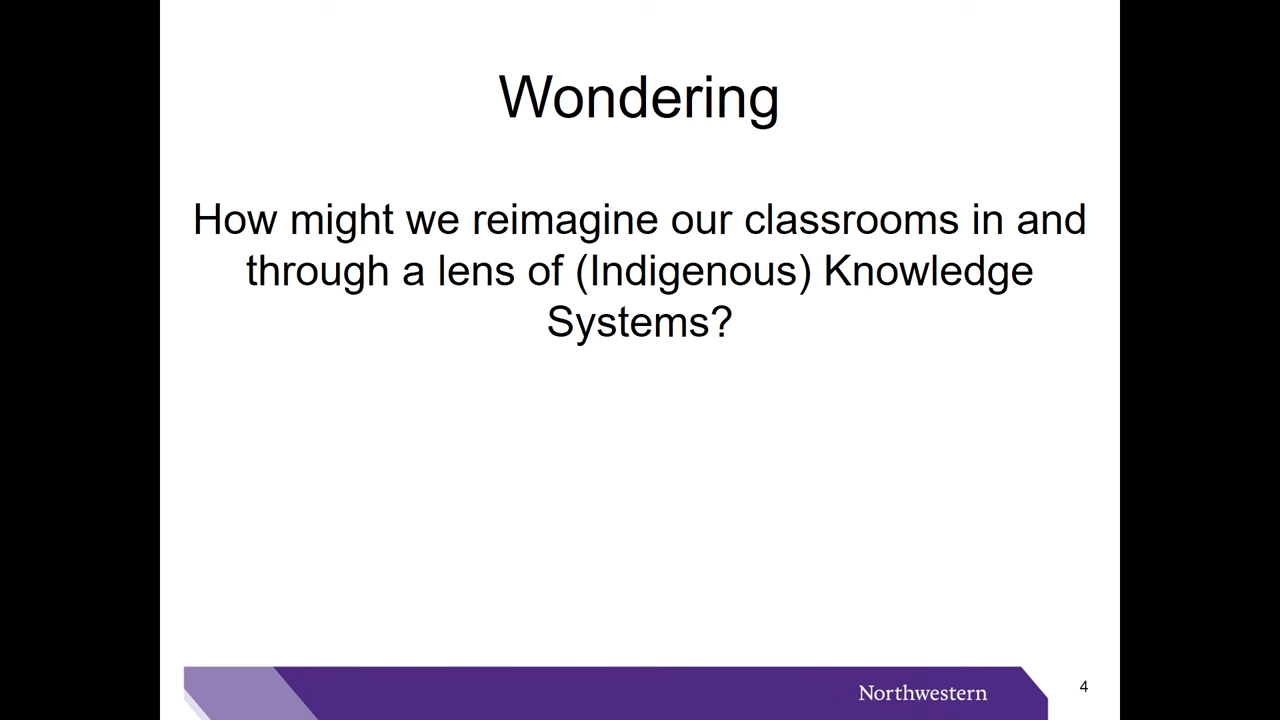 Wondering
How might we reimagine our classrooms in and
through a lens of (Indigenous) Knowledge
Systems?
Northwestern
4